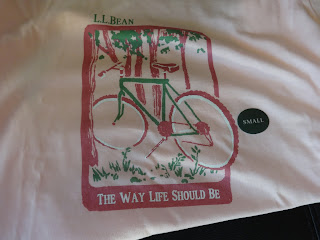 L.L.BEAN
SMALL
THE WAY LIFE SHOULD BE